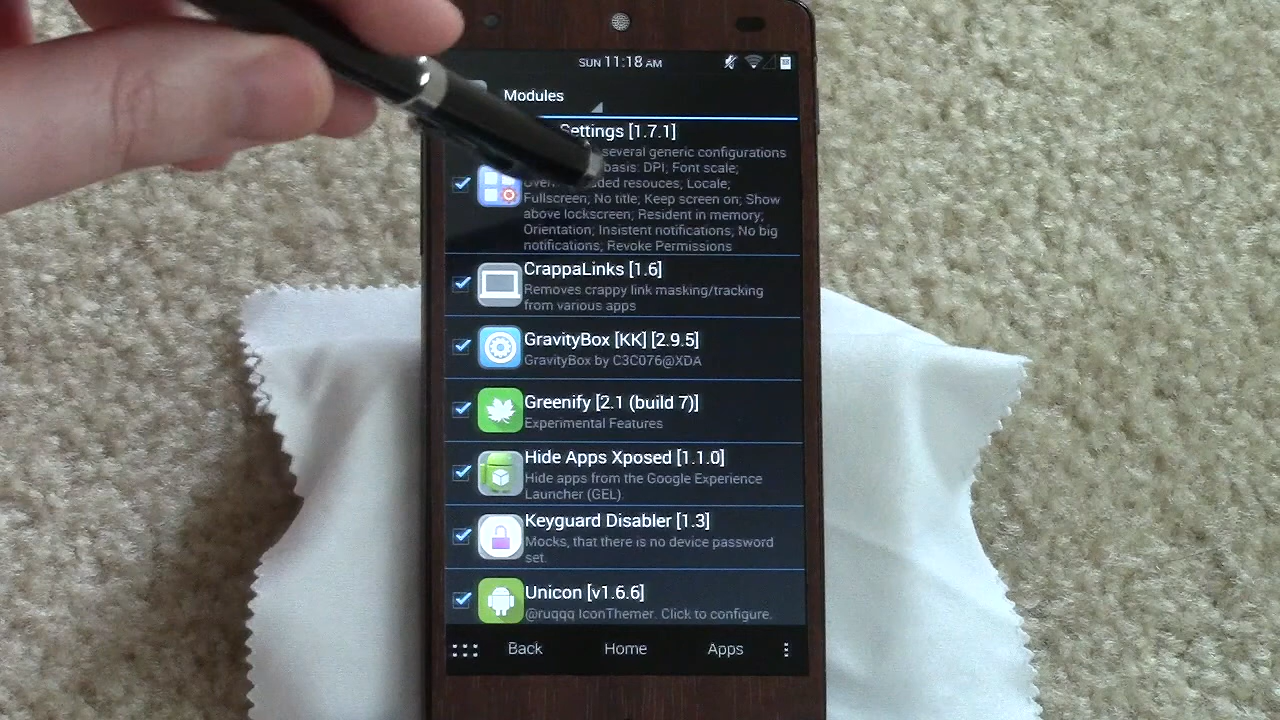 SUN 11:18 AM
Modules
Settings [1.7.1]
several generic configurations
basis: DPI; Font scale;
resouces; Locale;
Fullscreen; No title; Keep screen on; Show
above lockscreen; Resident in memory;
Orientation; Insistent notifications; No big
notifications; Revoke Permissions
CrappaLinks [1.6]
Removes crappy link masking/tracking
from various apps
GravityBox [KK] [2.9.5]
GravityBox by C3C076@XDA
Greenify [2.1 (build 7)]
Experimental Features
Hide Apps Xposed [1.1.0]
Hide apps from the Google Experience
Launcher (GEL).
Keyguard Disabler [1.3]
Mocks, that there is no device password
set.
Unicon [v1.6.6]
@ruqqq IconThemer. Click to configure.
Back Home Apps